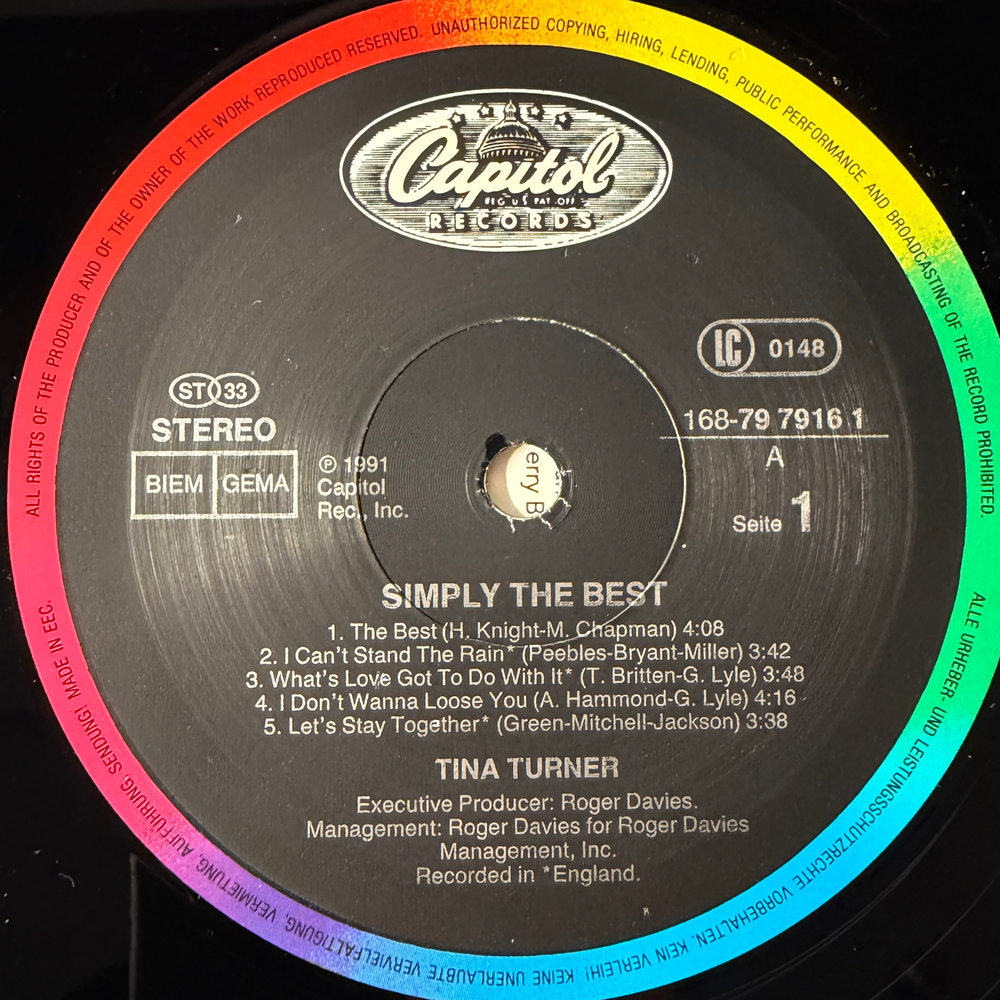 ALL RIGHTS OF THE PRODUCER AND OF THE OWNER OF THE WORK REPRODUCED RESERVED. UNAUTHORIZED COPYING, HIRING, LENDING, PUBLIC PERFORMANCE AND BROADCASTING OF THE RECORD PROHIBITED.
Capitol
REG. U.S. PAT. OFF.
RECORDS
LC 0148
ST 33
STEREO
BIEM GEMA
℗ 1991
Capitol
Rec., Inc.
168-79 7916 1
A
Seite 1
erry B
SIMPLY THE BEST
1. The Best (H. Knight-M. Chapman) 4:08
2. I Can't Stand The Rain* (Peebles-Bryant-Miller) 3:42
3. What's Love Got To Do With It* (T. Britten-G. Lyle) 3:48
4. I Don't Wanna Loose You (A. Hammond-G. Lyle) 4:16
5. Let's Stay Together* (Green-Mitchell-Jackson) 3:38
TINA TURNER
Executive Producer: Roger Davies.
Management: Roger Davies for Roger Davies
Management, Inc.
Recorded in *England.
ALLE URHEBER- UND LEISTUNGSSCHUTZRECHTE VORBEHALTEN. KEIN VERLEIH! KEINE UNERLAUBTE VERVIELFÄLTIGUNG, VERMIETUNG, AUFFÜHRUNG, SENDUNG! MADE IN EEC.